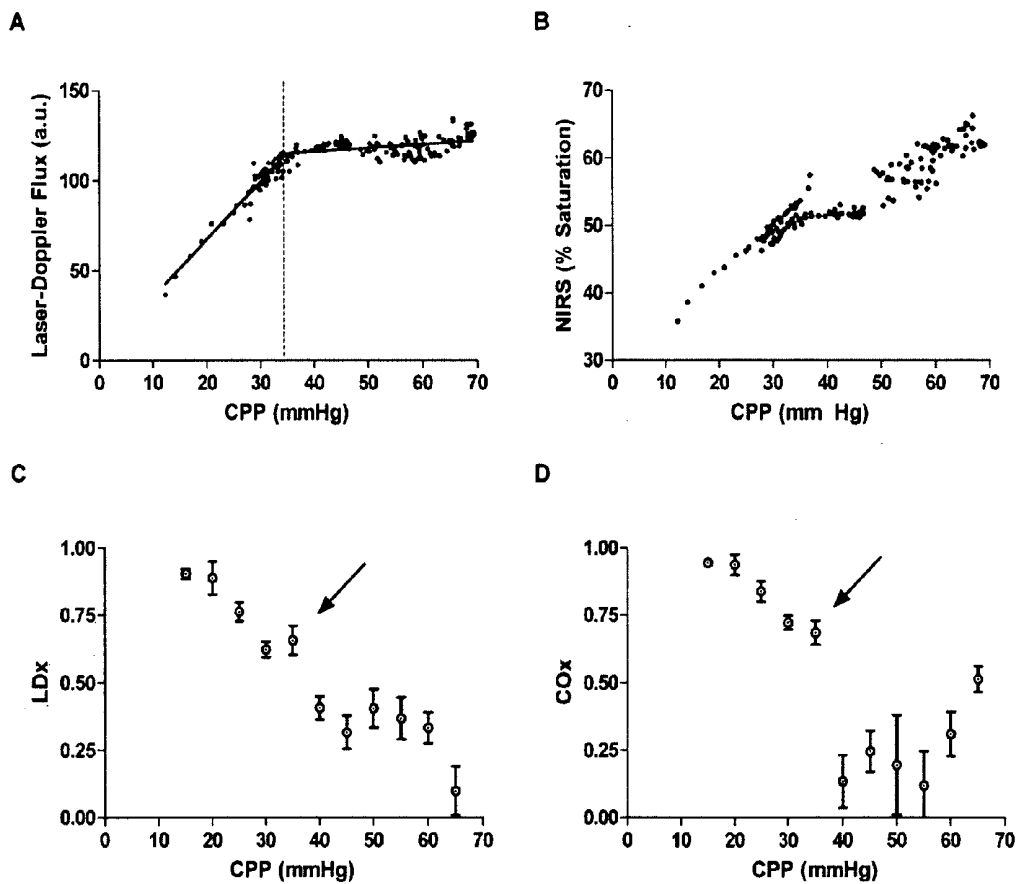 A
Laser-Doppler Flux (a.u.)
150
100
50
0
0 10 20 30 40 50 60 70
CPP (mmHg)
B
NIRS (% Saturation)
70
60
50
40
30
0 10 20 30 40 50 60 70
CPP (mm Hg)
C
LDx
1.00
0.75
0.50
0.25
0.00
0 10 20 30 40 50 60 70
CPP (mmHg)
D
COx
1.00
0.75
0.50
0.25
0.00
0 10 20 30 40 50 60 70
CPP (mmHg)